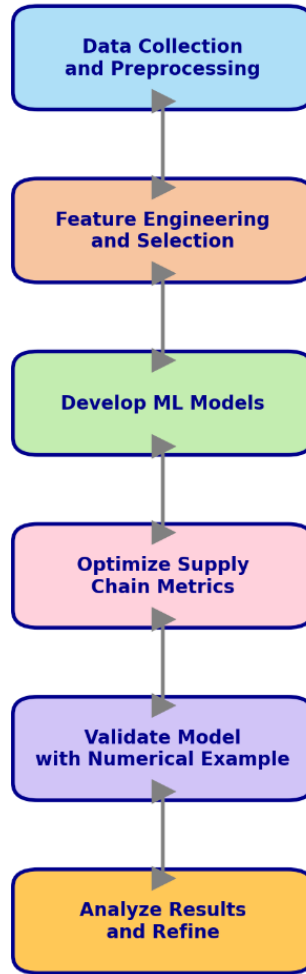 Data Collection
and Preprocessing
Feature Engineering
and Selection
Develop ML Models
Optimize Supply
Chain Metrics
Validate Model
with Numerical Example
Analyze Results
and Refine